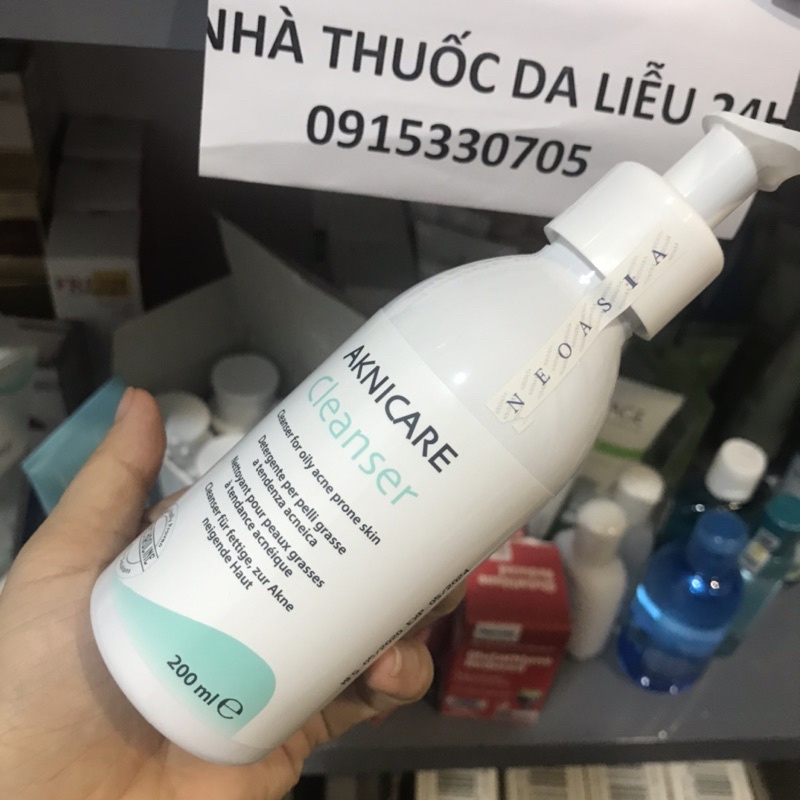 NHÀ THUỐC DA LIỄU 24H
0915330705
NEOASIA
AKNICARE
Cleanser
Cleanser for oily acne prone skin
Detergente per pelli grasse
a tendenza acneica
Nettoyant pour peaux grasses
à tendance acnéique
Cleanser für fettige, zur Akne
neigende Haut
200 ml e